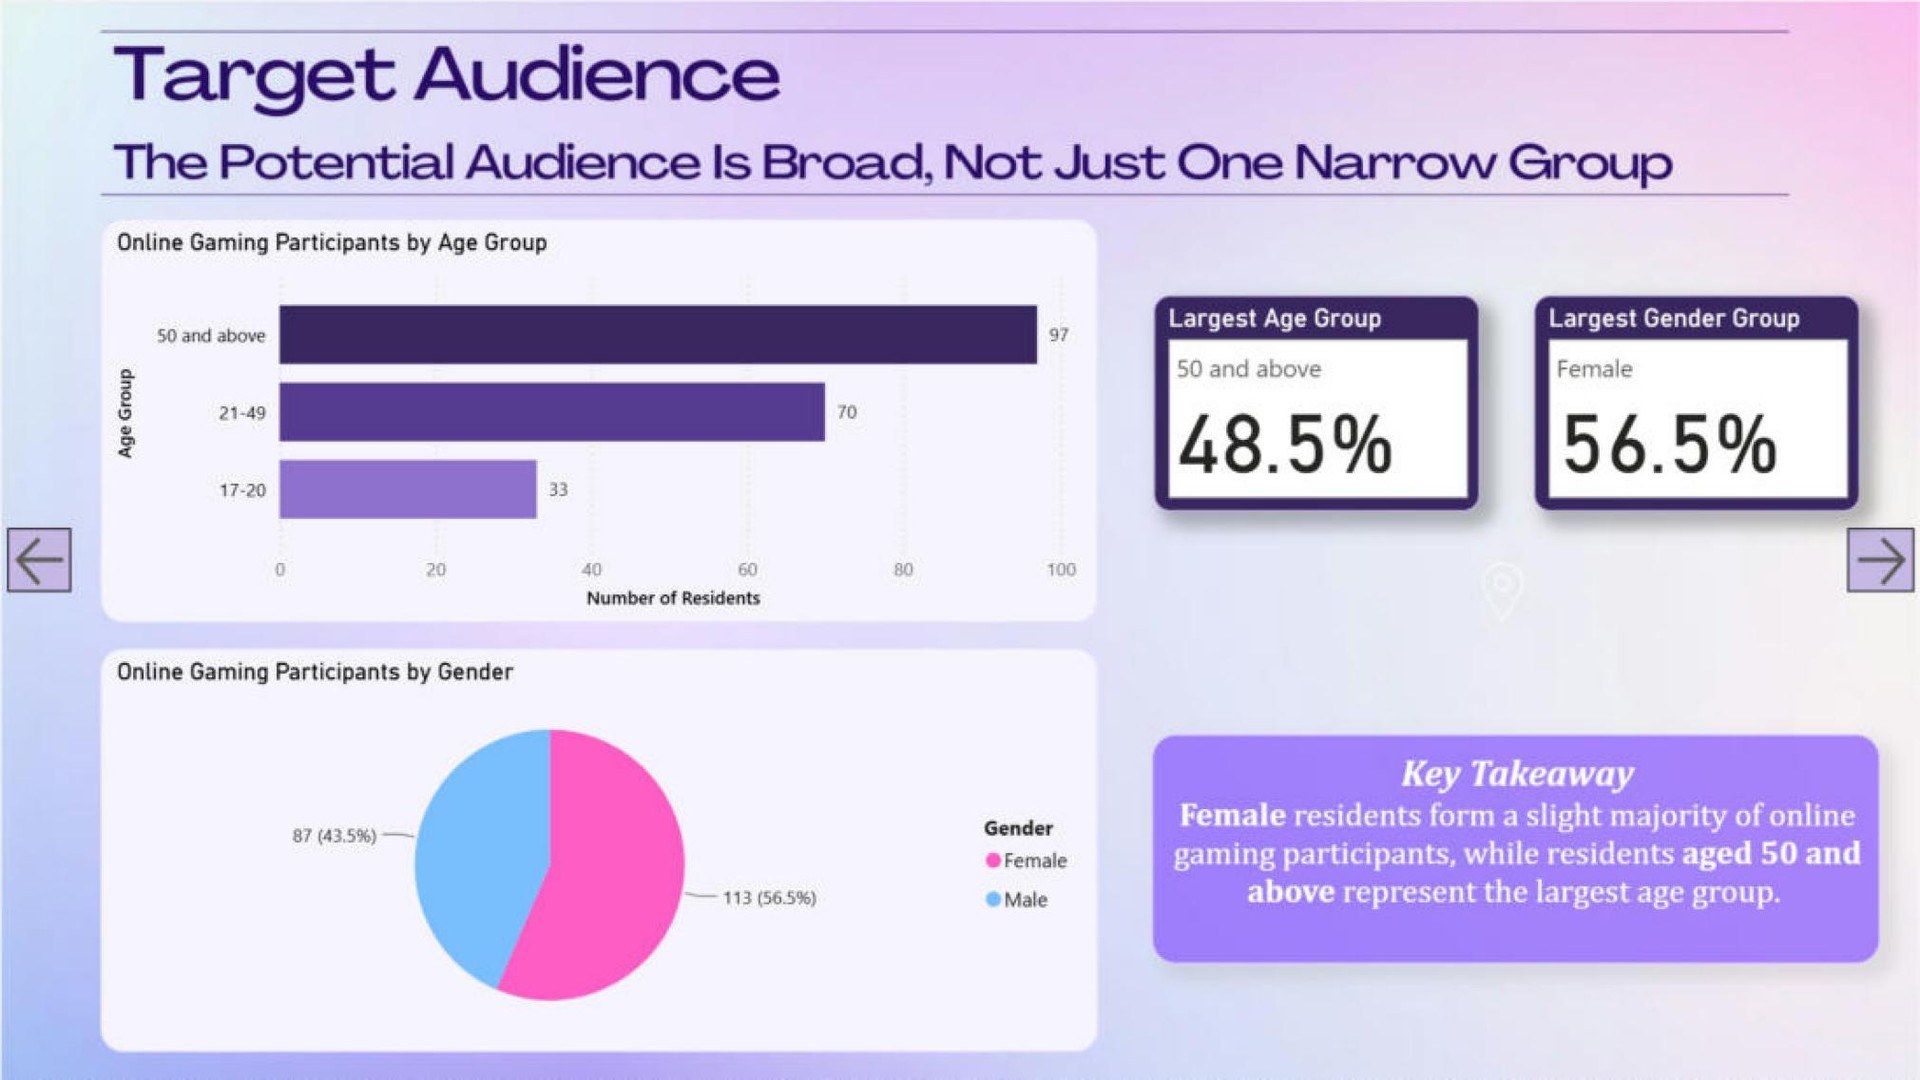 Target Audience
The Potential Audience Is Broad, Not Just One Narrow Group
Online Gaming Participants by Age Group
Age Group
50 and above
97
21-49
70
17-20
33
0 20 40 60 80 100
Number of Residents
Largest Age Group
50 and above
48.5%
Largest Gender Group
Female
56.5%
Online Gaming Participants by Gender
87 (43.5%)
113 (56.5%)
Gender
Female
Male
Key Takeaway
Female residents form a slight majority of online
gaming participants, while residents aged 50 and
above represent the largest age group.